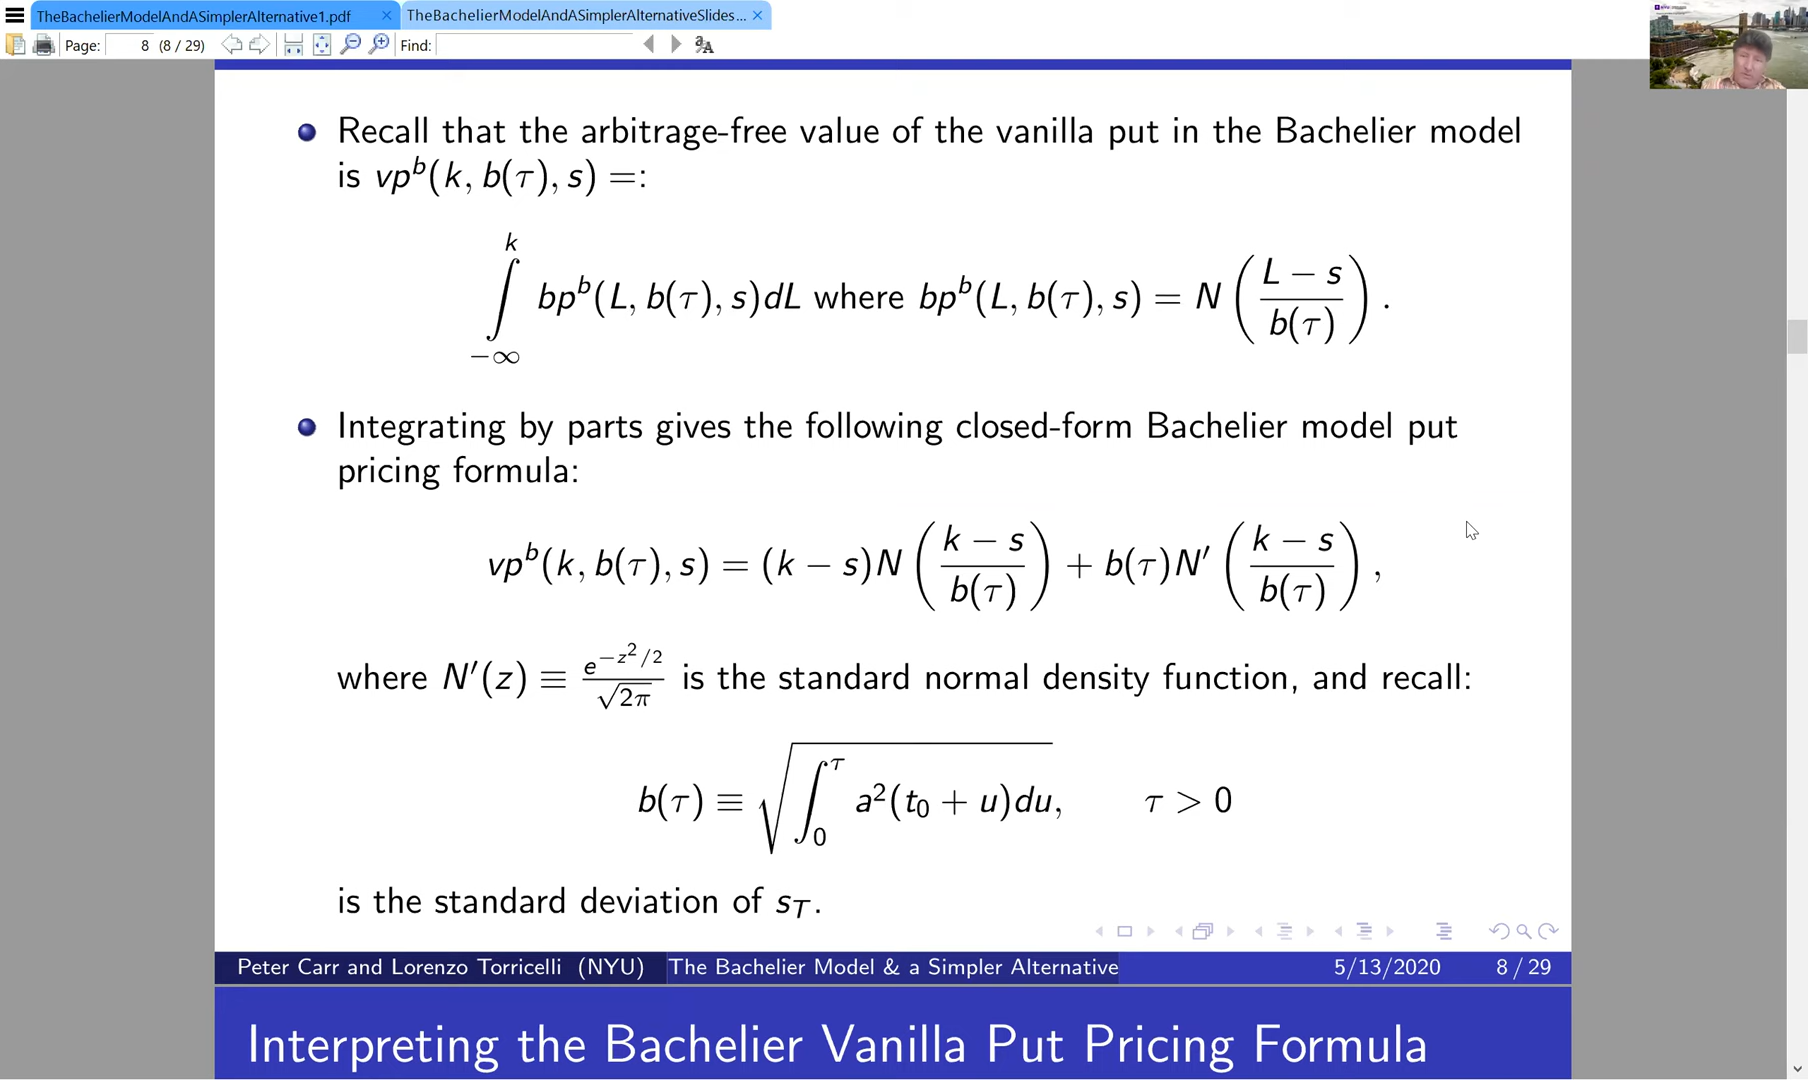 TheBachelierModelAndASimplerAlternative1.pdf
TheBachelierModelAndASimplerAlternativeSlides...
Page: 8 (8 / 29) Find:
Recall that the arbitrage-free value of the vanilla put in the Bachelier model
is vp^b(k, b(τ), s) =:
∫_{−∞}^{k} bp^b(L, b(τ), s)dL where bp^b(L, b(τ), s) = N((L − s)/b(τ)).
Integrating by parts gives the following closed-form Bachelier model put
pricing formula:
vp^b(k, b(τ), s) = (k − s)N((k − s)/b(τ)) + b(τ)N′((k − s)/b(τ)),
where N′(z) ≡ e^{−z²/2}/√2π is the standard normal density function, and recall:
b(τ) ≡ √(∫_0^τ a²(t₀ + u)du), τ > 0
is the standard deviation of s_T.
Peter Carr and Lorenzo Torricelli (NYU) The Bachelier Model & a Simpler Alternative 5/13/2020 8 / 29
Interpreting the Bachelier Vanilla Put Pricing Formula